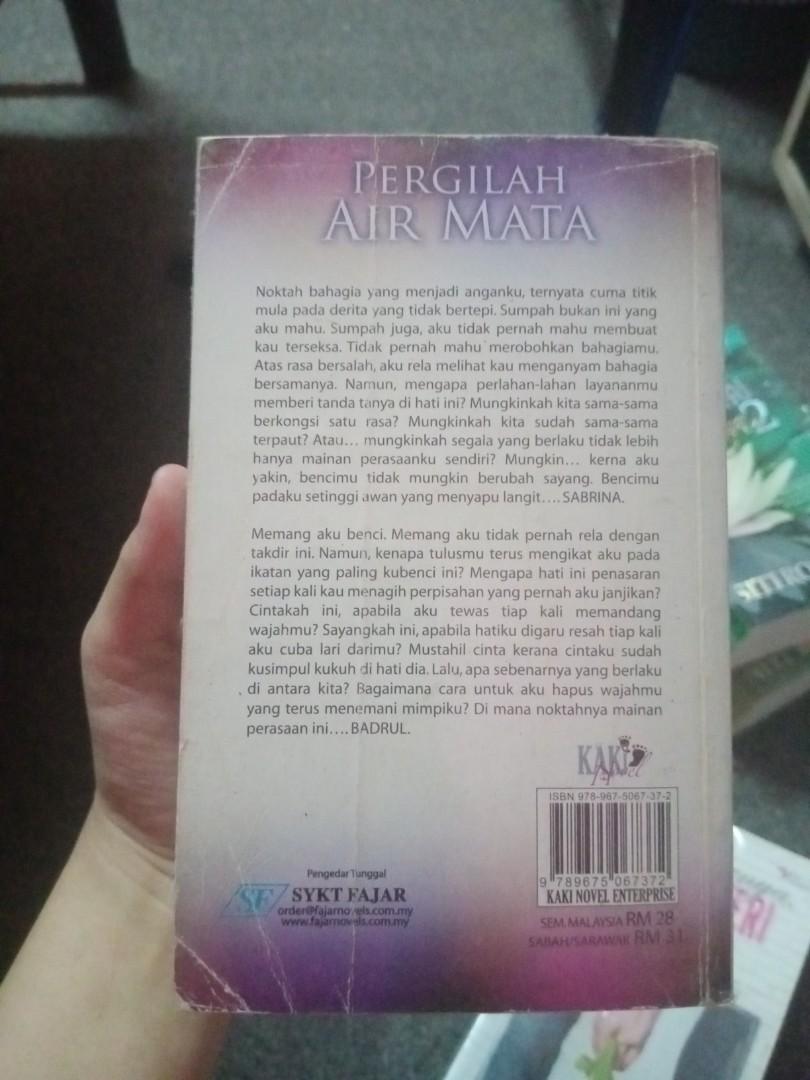 PERGILAH
AIR MATA
Noktah bahagia yang menjadi anganku, ternyata cuma titik
mula pada derita yang tidak bertepi. Sumpah bukan ini yang
aku mahu. Sumpah juga, aku tidak pernah mahu membuat
kau terseksa. Tidak pernah mahu merobohkan bahagiamu.
Atas rasa bersalah, aku rela melihat kau menganyam bahagia
bersamanya. Namun, mengapa perlahan-lahan layananmu
memberi tanda tanya di hati ini? Mungkinkah kita sama-sama
berkongsi satu rasa? Mungkinkah kita sudah sama-sama
terpaut? Atau... mungkinkah segala yang berlaku tidak lebih
hanya mainan perasaanku sendiri? Mungkin... kerna aku
yakin, bencimu tidak mungkin berubah sayang. Bencimu
padaku setinggi awan yang menyapu langit.... SABRINA.
Memang aku benci. Memang aku tidak pernah rela dengan
takdir ini. Namun, kenapa tulusmu terus mengikat aku pada
ikatan yang paling kubenci ini? Mengapa hati ini penasaran
setiap kali kau menagih perpisahan yang pernah aku janjikan?
Cintakah ini, apabila aku tewas tiap kali memandang
wajahmu? Sayangkah ini, apabila hatiku digaru resah tiap kali
aku cuba lari darimu? Mustahil cinta kerana cintaku sudah
kusimpul kukuh di hati dia. Lalu, apa sebenarnya yang berlaku
di antara kita? Bagaimana cara untuk aku hapus wajahmu
yang terus menemani mimpiku? Di mana noktahnya mainan
perasaan ini.... BADRUL.
KAKI
novel
ISBN 978-967-5067-37-2
9 789675 067372
KAKI NOVEL ENTERPRISE
SEM. MALAYSIA RM 28
SABAH/SARAWAK RM 31
Pengedar Tunggal
SF SYKT FAJAR
order@fajarnovels.com.my
www.fajarnovels.com.my